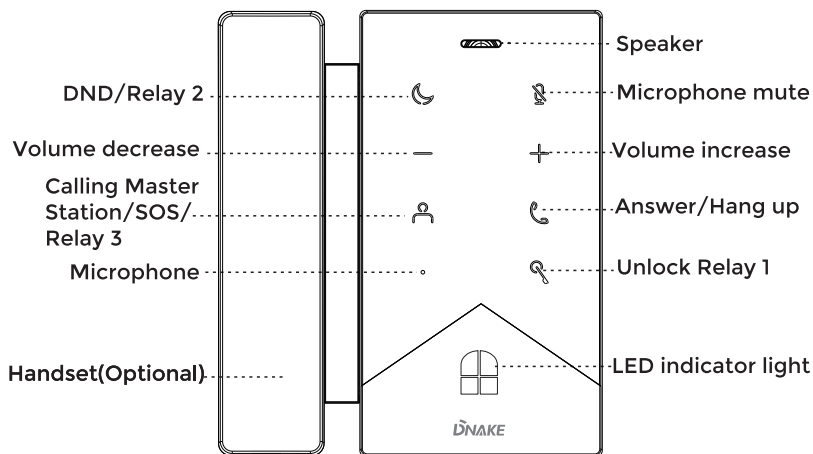 Speaker
DND/Relay 2
Microphone mute
Volume decrease
Volume increase
Calling Master
Station/SOS/
Relay 3
Answer/Hang up
Microphone
Unlock Relay 1
Handset(Optional)
LED indicator light
DNAKE